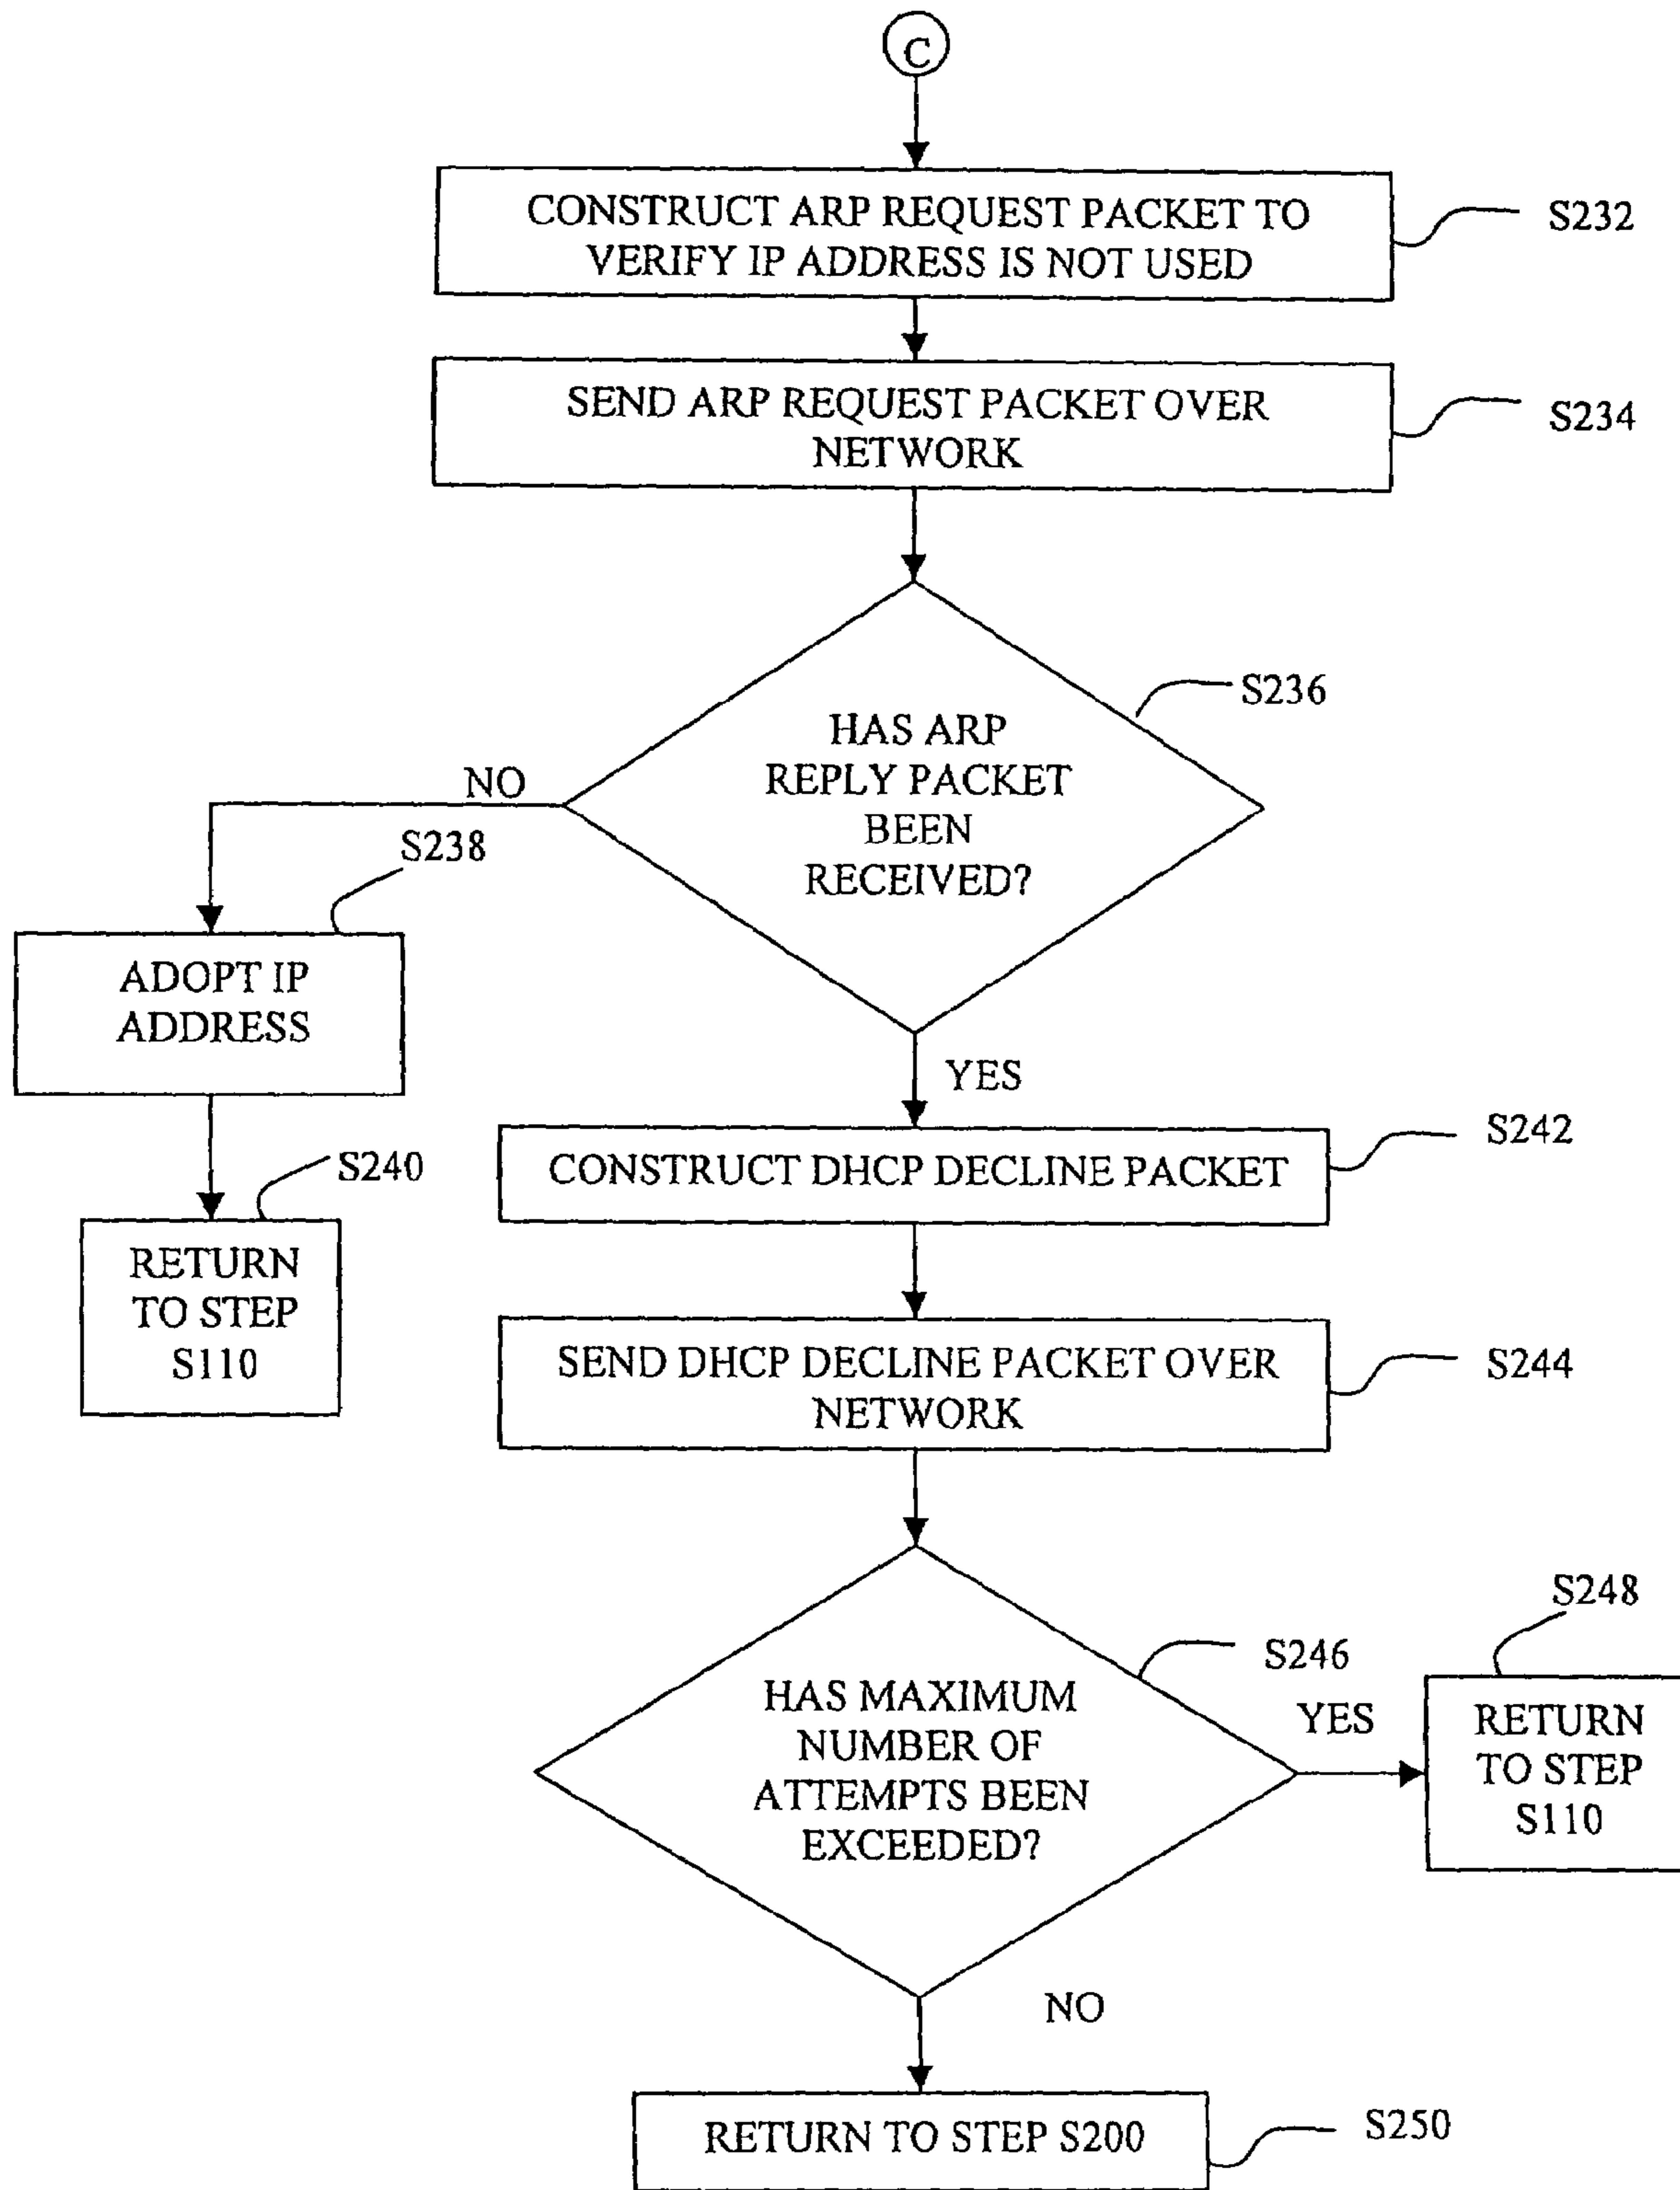 C
CONSTRUCT ARP REQUEST PACKET TO
VERIFY IP ADDRESS IS NOT USED
S232
SEND ARP REQUEST PACKET OVER
NETWORK
S234
HAS ARP
REPLY PACKET
BEEN
RECEIVED?
S236
NO
S238
ADOPT IP
ADDRESS
S240
RETURN
TO STEP
S110
YES
CONSTRUCT DHCP DECLINE PACKET
S242
SEND DHCP DECLINE PACKET OVER
NETWORK
S244
HAS MAXIMUM
NUMBER OF
ATTEMPTS BEEN
EXCEEDED?
S246
YES
S248
RETURN
TO STEP
S110
NO
RETURN TO STEP S200
S250